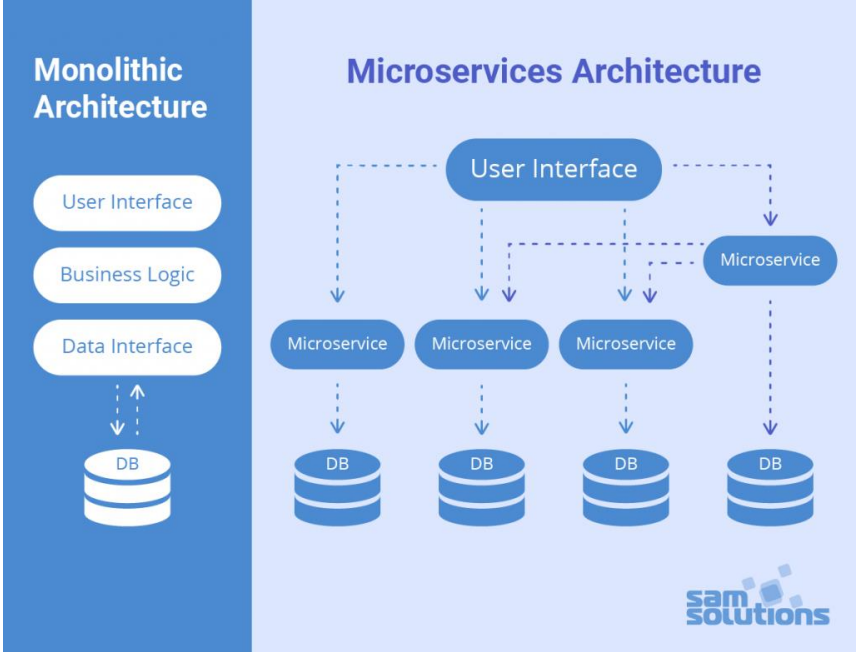 Monolithic
Architecture
User Interface
Business Logic
Data Interface
DB
Microservices Architecture
User Interface
Microservice
Microservice
Microservice
Microservice
DB
DB
DB
DB
sam
solutions